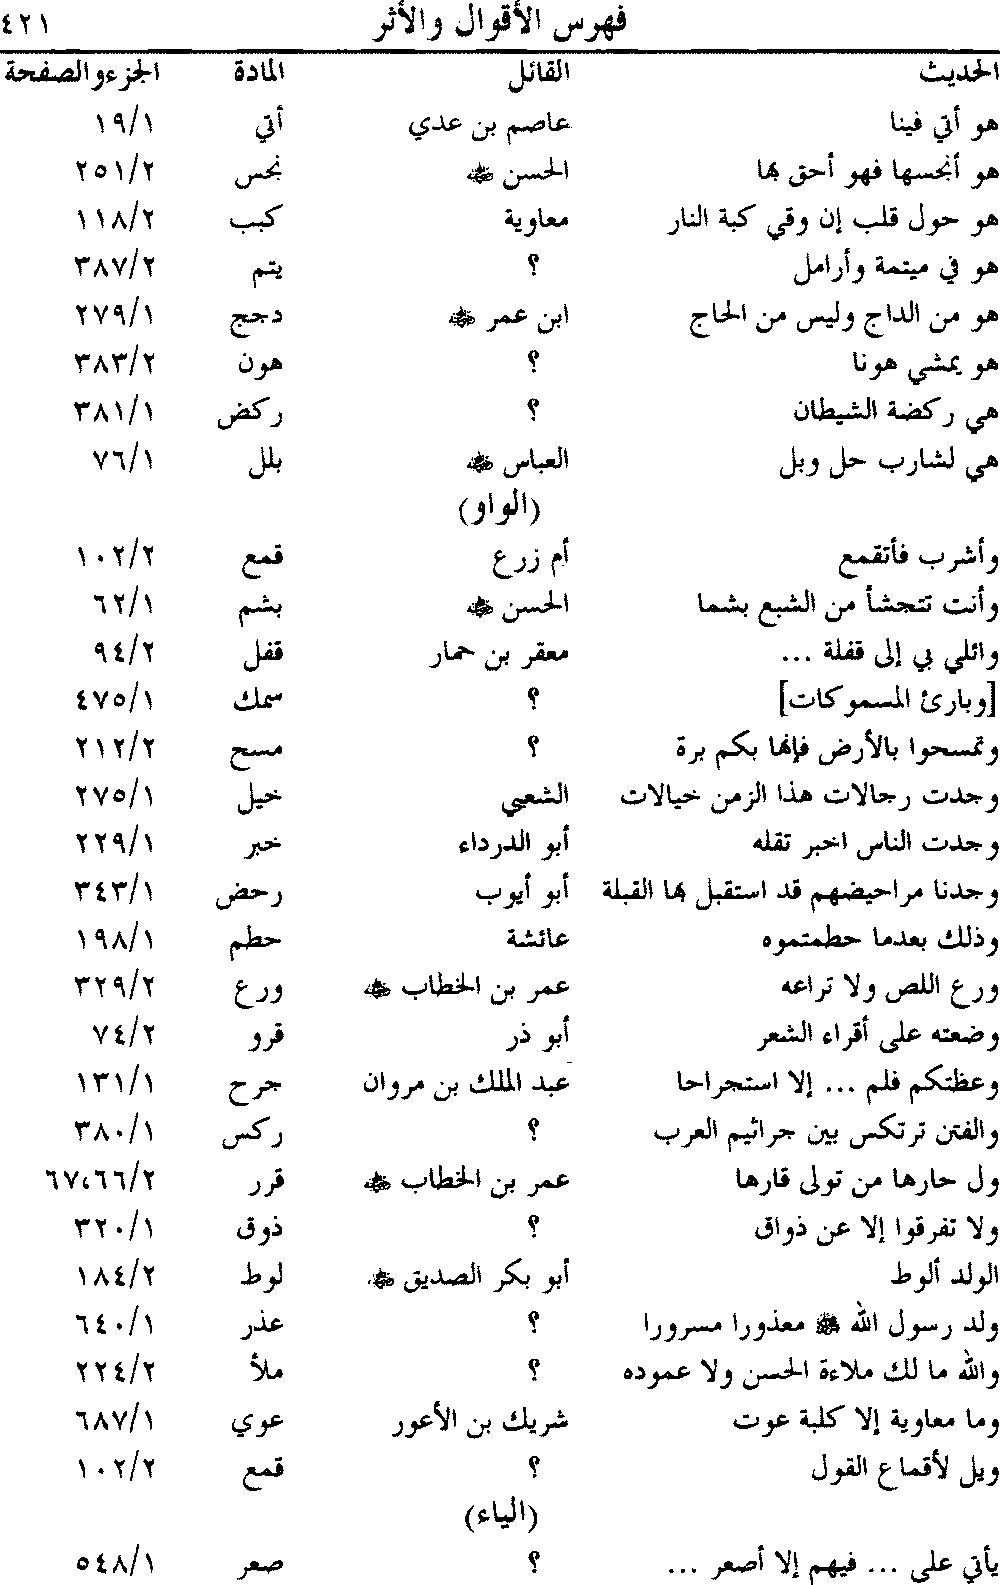 فهرس الأقوال والأثر ٤٢١
الحديث القائل المادة الجزء والصفحة
هو أتي فينا عاصم بن عدي أتي ١٩/١
هو أنحسها فهو أحق بها الحسن ﷺ نحس ٢٥١/٢
هو حول قلب إن وقي كبة النار معاوية كبب ١١٨/٢
هو في ميتمة وأرامل ؟ يتم ٣٨٧/٢
هو من الداج وليس من الحاج ابن عمر ﷺ دجج ٢٧٩/١
هو يمشي هونا ؟ هون ٣٨٣/٢
هي ركضة الشيطان ؟ ركض ٣٨١/١
هي لشارب حل وبل العباس ﷺ بلل ٧٦/١
(الواو)
وأشرب فأتقمع أم زرع قمع ١٠٢/٢
وأنت تتجشأ من الشبع بشما الحسن ﷺ بشم ٦٢/١
وائلي بي إلى قفلة ... معقر بن حمار قفل ٩٤/٢
[وبارئ المسموكات] ؟ سمك ٤٧٥/١
وتمسحوا بالأرض فإنها بكم برة ؟ مسح ٢١٢/٢
وجدت رجالات هذا الزمن خيالات الشعبي خيل ٢٧٥/١
وجدت الناس اخبر تقله أبو الدرداء خبر ٢٢٩/١
وجدنا مراحيضهم قد استقبل بها القبلة أبو أيوب رحض ٣٤٣/١
وذلك بعدما حطمتموه عائشة حطم ١٩٨/١
ورع اللص ولا تراعه عمر بن الخطاب ﷺ ورع ٣٢٩/٢
وضعته على أقراء الشعر أبو ذر قرو ٧٤/٢
وعظتكم فلم ... إلا استجراحا عبد الملك بن مروان جرح ١٣١/١
والفتن ترتكس بين جراثيم العرب ؟ ركس ٣٨٠/١
ول حارها من تولى قارها عمر بن الخطاب ﷺ قرر ٦٧،٦٦/٢
ولا تفرقوا إلا عن ذواق ؟ ذوق ٣٢٠/١
الولد ألوط أبو بكر الصديق ﷺ لوط ١٨٤/٢
ولد رسول الله ﷺ معذورا مسرورا ؟ عذر ٦٤٠/١
والله ما لك ملاءة الحسن ولا عموده ؟ ملأ ٢٢٤/٢
وما معاوية إلا كلبة عوت شريك بن الأعور عوي ٦٨٧/١
ويل لأقماع القول ؟ قمع ١٠٢/٢
(الياء)
يأتي على ... فيهم إلا أصعر ... ؟ صعر ٥٤٨/١